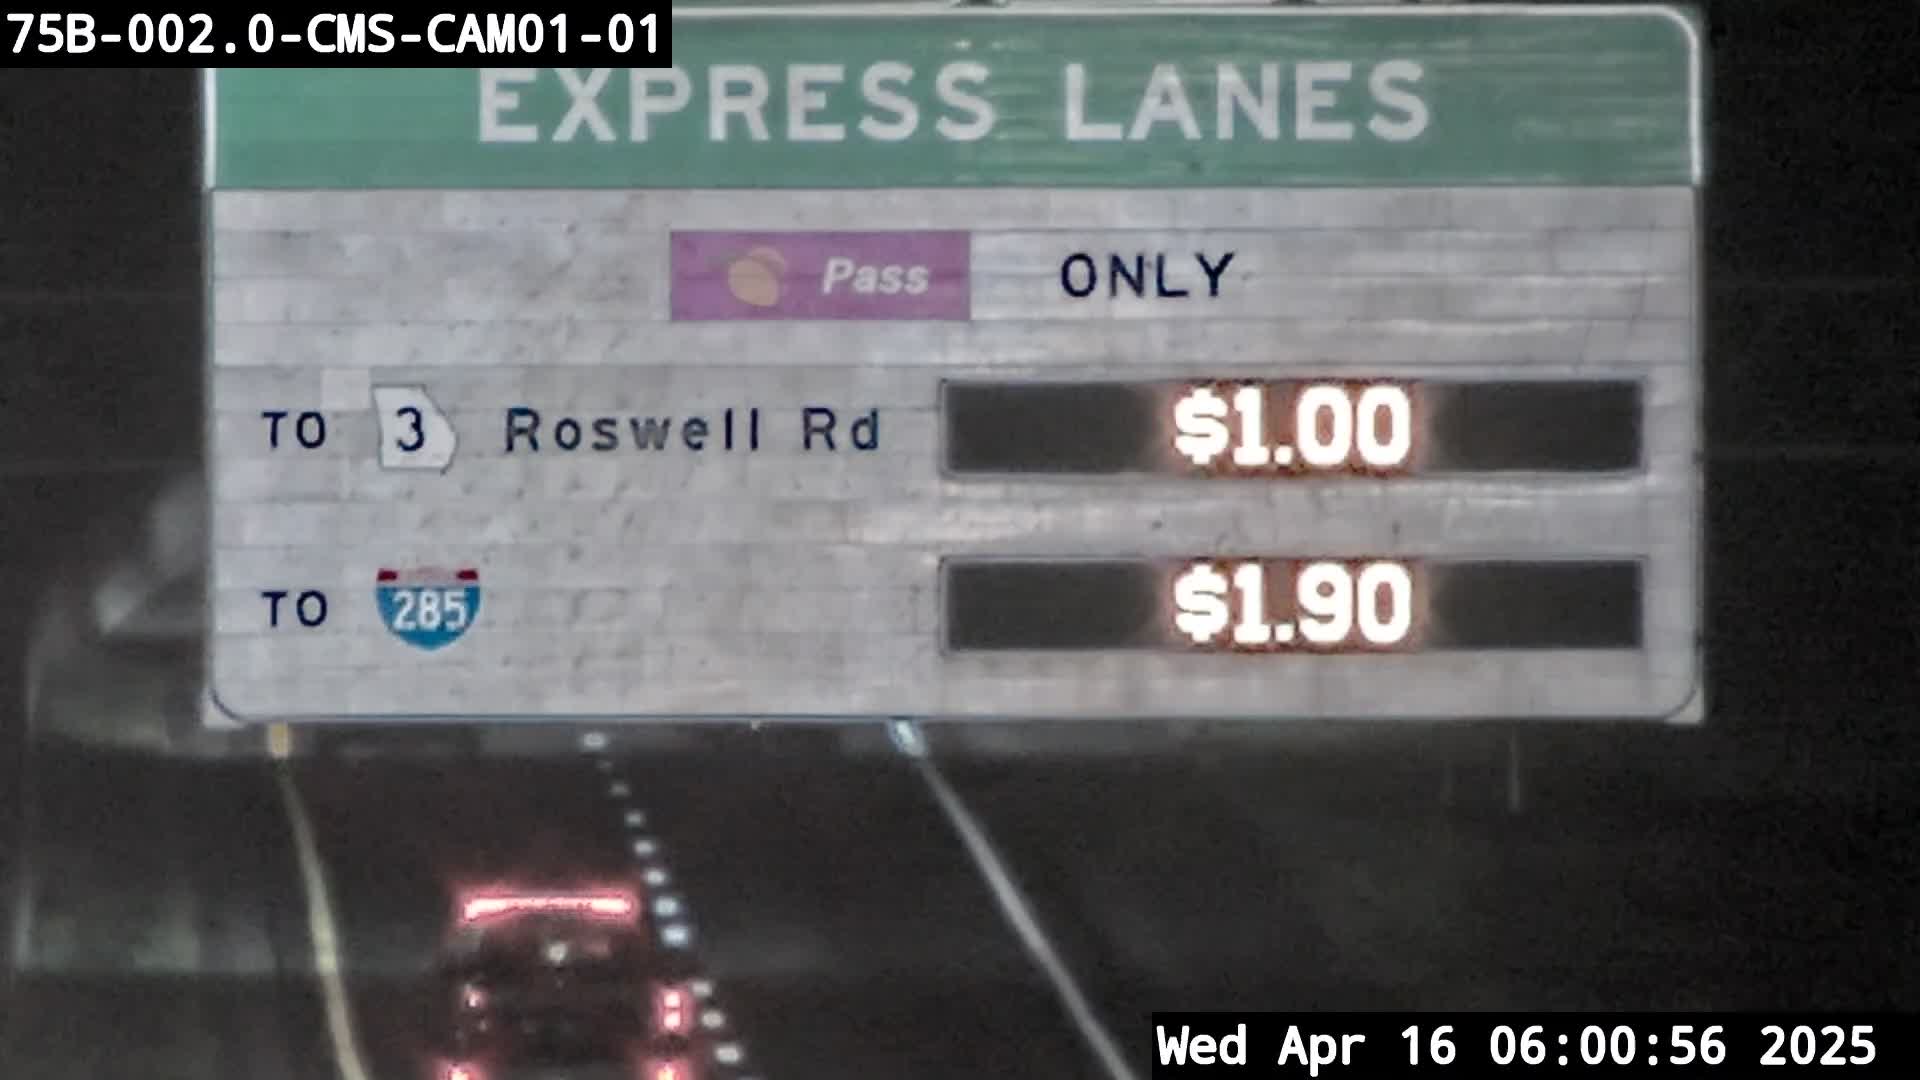 75B-002.0-CMS-CAM01-01
EXPRESS LANES
Pass ONLY
TO 3 Roswell Rd $1.00
TO 285 $1.90
Wed Apr 16 06:00:56 2025